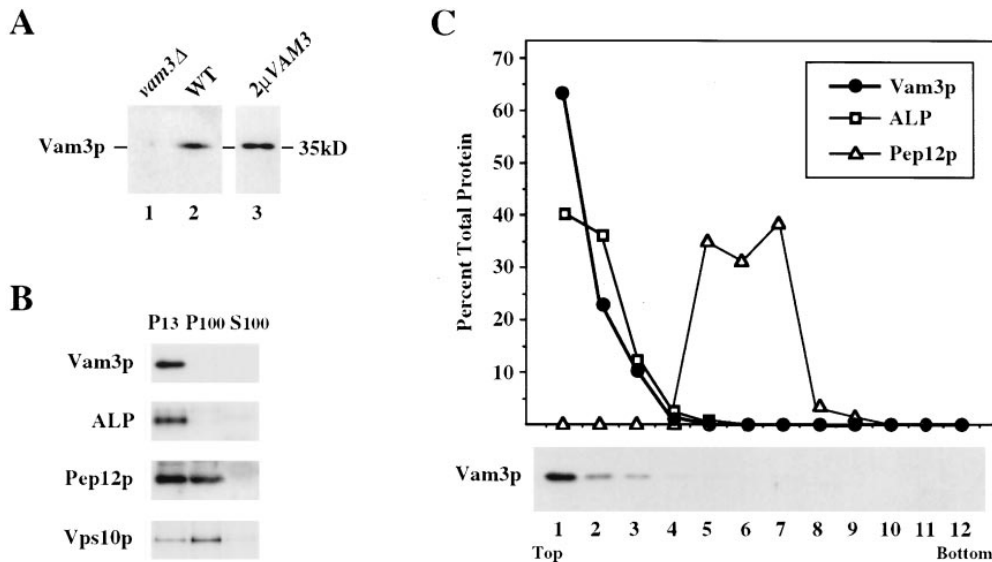 A
vam3Δ WT 2μVAM3
Vam3p 35kD
1 2 3
B
P13 P100 S100
Vam3p
ALP
Pep12p
Vps10p
C
Percent Total Protein
70
60
50
40
30
20
10
Vam3p
ALP
Pep12p
Vam3p
1 2 3 4 5 6 7 8 9 10 11 12
Top Bottom